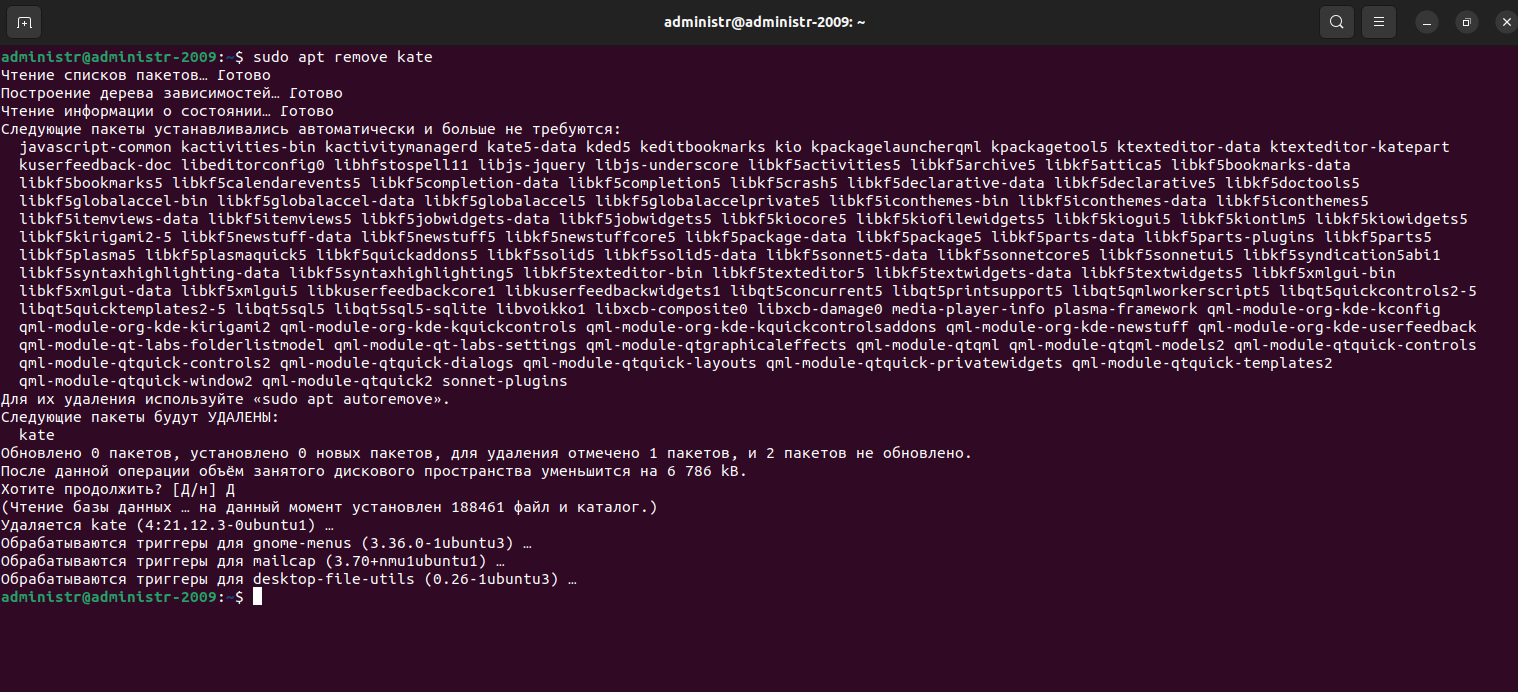 administr@administr-2009: ~
administr@administr-2009:~$ sudo apt remove kate
Чтение списков пакетов… Готово
Построение дерева зависимостей… Готово
Чтение информации о состоянии… Готово
Следующие пакеты устанавливались автоматически и больше не требуются:
  javascript-common kactivities-bin kactivitymanagerd kate5-data kded5 keditbookmarks kio kpackagelauncherqml kpackagetool5 ktexteditor-data ktexteditor-katepart
  kuserfeedback-doc libeditorconfig0 libhfstospell11 libjs-jquery libjs-underscore libkf5activities5 libkf5archive5 libkf5attica5 libkf5bookmarks-data
  libkf5bookmarks5 libkf5calendarevents5 libkf5completion-data libkf5completion5 libkf5crash5 libkf5declarative-data libkf5declarative5 libkf5doctools5
  libkf5globalaccel-bin libkf5globalaccel-data libkf5globalaccel5 libkf5globalaccelprivate5 libkf5iconthemes-bin libkf5iconthemes-data libkf5iconthemes5
  libkf5itemviews-data libkf5itemviews5 libkf5jobwidgets-data libkf5jobwidgets5 libkf5kiocore5 libkf5kiofilewidgets5 libkf5kiogui5 libkf5kiontlm5 libkf5kiowidgets5
  libkf5kirigami2-5 libkf5newstuff-data libkf5newstuff5 libkf5newstuffcore5 libkf5package-data libkf5package5 libkf5parts-data libkf5parts-plugins libkf5parts5
  libkf5plasma5 libkf5plasmaquick5 libkf5quickaddons5 libkf5solid5 libkf5solid5-data libkf5sonnet5-data libkf5sonnetcore5 libkf5sonnetui5 libkf5syndication5abi1
  libkf5syntaxhighlighting-data libkf5syntaxhighlighting5 libkf5texteditor-bin libkf5texteditor5 libkf5textwidgets-data libkf5textwidgets5 libkf5xmlgui-bin
  libkf5xmlgui-data libkf5xmlgui5 libkuserfeedbackcore1 libkuserfeedbackwidgets1 libqt5concurrent5 libqt5printsupport5 libqt5qmlworkerscript5 libqt5quickcontrols2-5
  libqt5quicktemplates2-5 libqt5sql5 libqt5sql5-sqlite libvoikko1 libxcb-composite0 libxcb-damage0 media-player-info plasma-framework qml-module-org-kde-kconfig
  qml-module-org-kde-kirigami2 qml-module-org-kde-kquickcontrols qml-module-org-kde-kquickcontrolsaddons qml-module-org-kde-newstuff qml-module-org-kde-userfeedback
  qml-module-qt-labs-folderlistmodel qml-module-qt-labs-settings qml-module-qtgraphicaleffects qml-module-qtqml qml-module-qtqml-models2 qml-module-qtquick-controls
  qml-module-qtquick-controls2 qml-module-qtquick-dialogs qml-module-qtquick-layouts qml-module-qtquick-privatewidgets qml-module-qtquick-templates2
  qml-module-qtquick-window2 qml-module-qtquick2 sonnet-plugins
Для их удаления используйте «sudo apt autoremove».
Следующие пакеты будут УДАЛЕНЫ:
  kate
Обновлено 0 пакетов, установлено 0 новых пакетов, для удаления отмечено 1 пакетов, и 2 пакетов не обновлено.
После данной операции объём занятого дискового пространства уменьшится на 6 786 kB.
Хотите продолжить? [Д/н] Д
(Чтение базы данных … на данный момент установлен 188461 файл и каталог.)
Удаляется kate (4:21.12.3-0ubuntu1) …
Обрабатываются триггеры для gnome-menus (3.36.0-1ubuntu3) …
Обрабатываются триггеры для mailcap (3.70+nmu1ubuntu1) …
Обрабатываются триггеры для desktop-file-utils (0.26-1ubuntu3) …
administr@administr-2009:~$